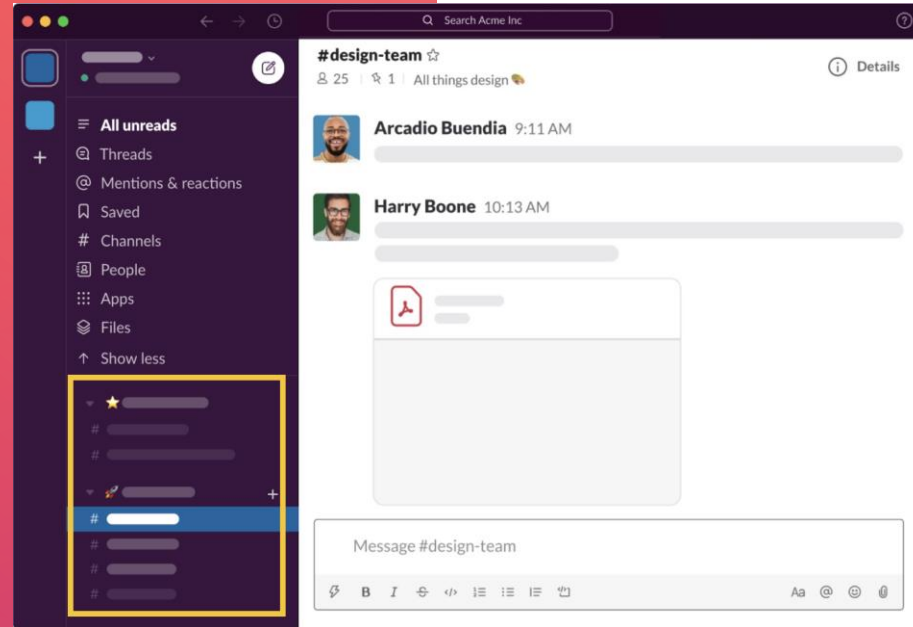 Search Acme Inc
#design-team
25 1 All things design
Details
All unreads
Threads
@ Mentions & reactions
Saved
# Channels
People
Apps
Files
↑ Show less
+
Arcadio Buendia 9:11 AM
Harry Boone 10:13 AM
+
#
#
#
#
#
#
Message #design-team
B I S </>
Aa @